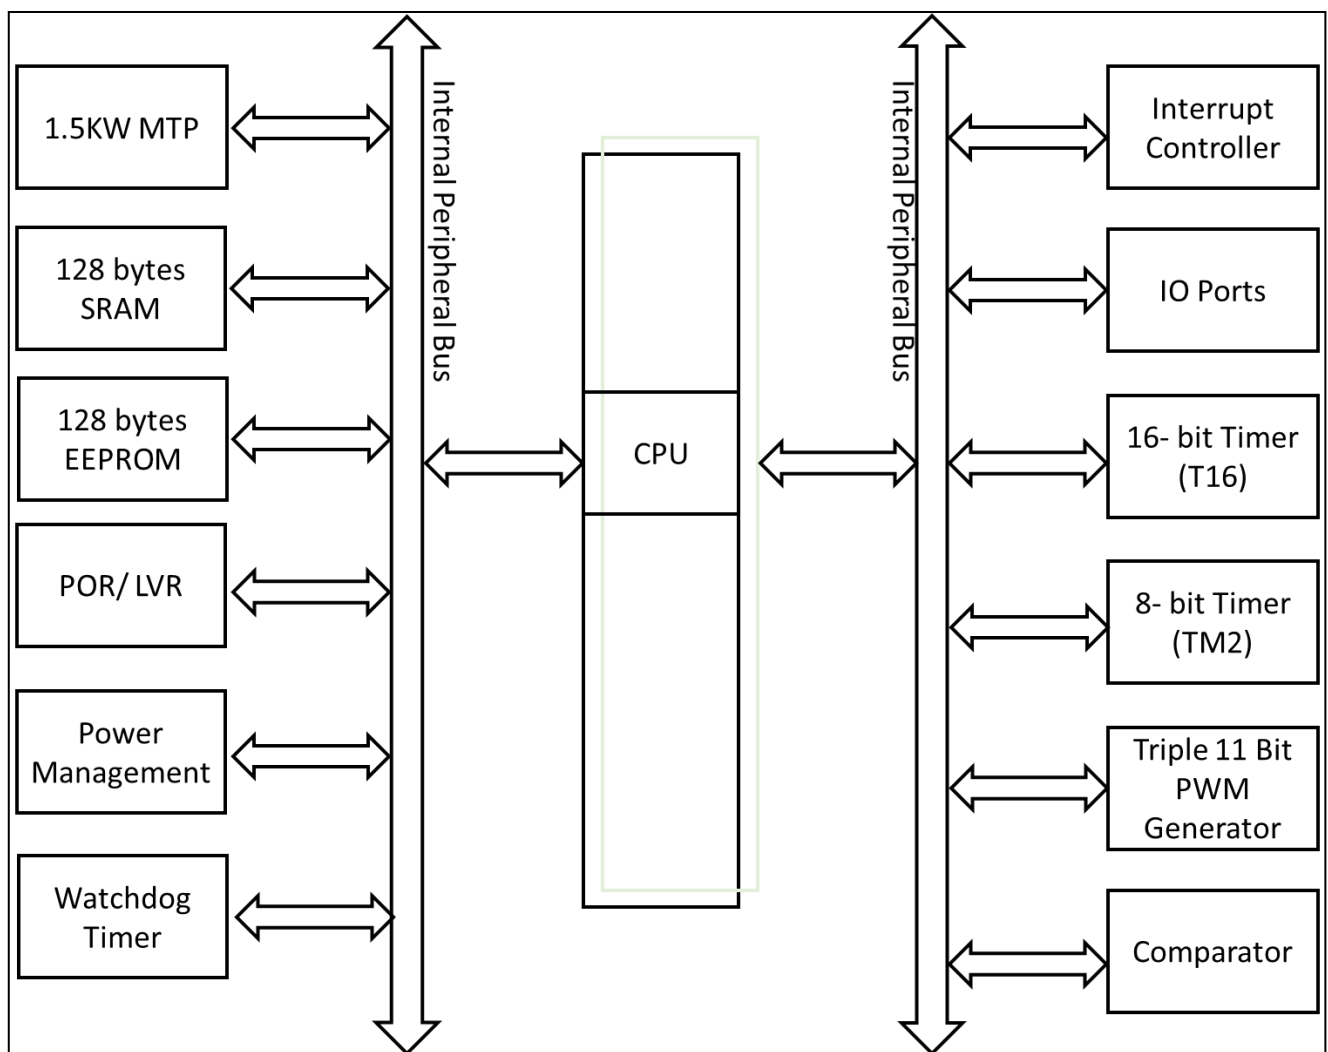 1.5KW MTP
128 bytes
SRAM
128 bytes
EEPROM
POR/ LVR
Power
Management
Watchdog
Timer
Internal Peripheral Bus
CPU
Internal Peripheral Bus
Interrupt
Controller
IO Ports
16- bit Timer
(T16)
8- bit Timer
(TM2)
Triple 11 Bit
PWM
Generator
Comparator